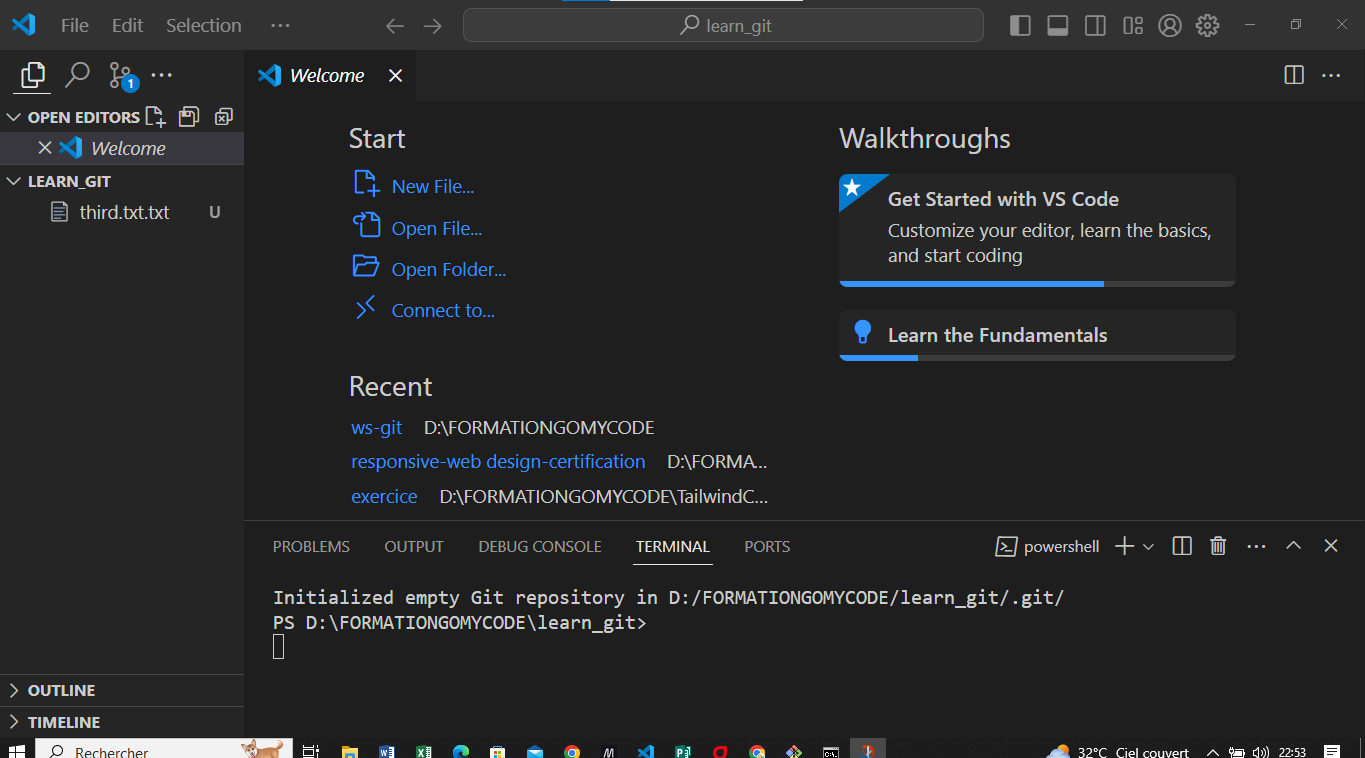 File Edit Selection ··· learn_git
1 ···
Welcome
OPEN EDITORS
Welcome
LEARN_GIT
third.txt.txt U
Start
New File...
Open File...
Open Folder...
Connect to...
Recent
ws-git D:\FORMATIONGOMYCODE
responsive-web design-certification D:\FORMA...
exercice D:\FORMATIONGOMYCODE\TailwindC...
Walkthroughs
Get Started with VS Code
Customize your editor, learn the basics,
and start coding
Learn the Fundamentals
PROBLEMS OUTPUT DEBUG CONSOLE TERMINAL PORTS powershell
Initialized empty Git repository in D:/FORMATIONGOMYCODE/learn_git/.git/
PS D:\FORMATIONGOMYCODE\learn_git>
OUTLINE
TIMELINE
Rechercher 32°C Ciel couvert 22:53